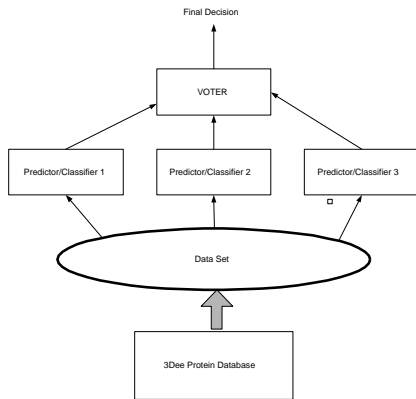 Final Decision
VOTER
Predictor/Classifier 1
Predictor/Classifier 2
Predictor/Classifier 3
Data Set
3Dee Protein Database